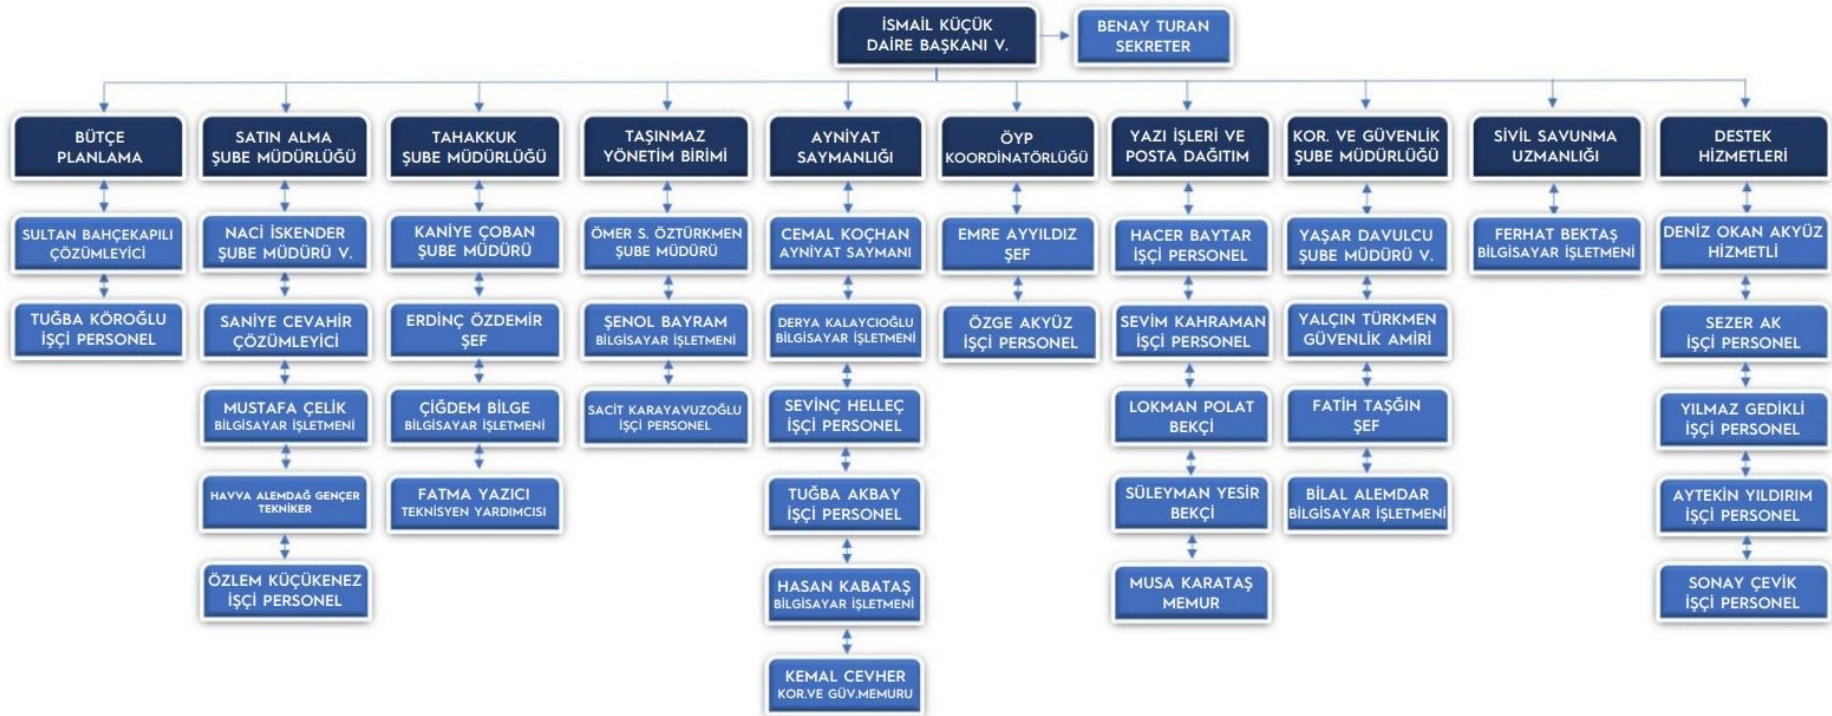 İSMAİL KÜÇÜK
DAİRE BAŞKANI V.
BENAY TURAN
SEKRETER
BÜTÇE
PLANLAMA
SULTAN BAHÇEKAPILI
ÇÖZÜMLEYİCİ
TUĞBA KÖROĞLU
İŞÇİ PERSONEL
SATIN ALMA
ŞUBE MÜDÜRLÜĞÜ
NACİ İSKENDER
ŞUBE MÜDÜRÜ V.
SANİYE CEVAHİR
ÇÖZÜMLEYİCİ
MUSTAFA ÇELİK
BİLGİSAYAR İŞLETMENİ
HAVVA ALEMDAĞ GENÇER
TEKNİKER
ÖZLEM KÜÇÜKENEZ
İŞÇİ PERSONEL
TAHAKKUK
ŞUBE MÜDÜRLÜĞÜ
KANİYE ÇOBAN
ŞUBE MÜDÜRÜ
ERDİNÇ ÖZDEMİR
ŞEF
ÇİĞDEM BİLGE
BİLGİSAYAR İŞLETMENİ
FATMA YAZICI
TEKNİSYEN YARDIMCISI
TAŞINMAZ
YÖNETİM BİRİMİ
ÖMER S. ÖZTÜRKMEN
ŞUBE MÜDÜRÜ
ŞENOL BAYRAM
BİLGİSAYAR İŞLETMENİ
SACİT KARAYAVUZOĞLU
İŞÇİ PERSONEL
AYNİYAT
SAYMANLIĞI
CEMAL KOÇHAN
AYNİYAT SAYMANI
DERYA KALAYCIOĞLU
BİLGİSAYAR İŞLETMENİ
SEVİNÇ HELLEÇ
İŞÇİ PERSONEL
TUĞBA AKBAY
İŞÇİ PERSONEL
HASAN KABATAŞ
BİLGİSAYAR İŞLETMENİ
KEMAL CEVHER
KOR.VE GÜV.MEMURU
ÖYP
KOORDİNATÖRLÜĞÜ
EMRE AYYILDIZ
ŞEF
ÖZGE AKYÜZ
İŞÇİ PERSONEL
YAZI İŞLERİ VE
POSTA DAĞITIM
HACER BAYTAR
İŞÇİ PERSONEL
SEVİM KAHRAMAN
İŞÇİ PERSONEL
LOKMAN POLAT
BEKÇİ
SÜLEYMAN YESİR
BEKÇİ
MUSA KARATAŞ
MEMUR
KOR. VE GÜVENLİK
ŞUBE MÜDÜRLÜĞÜ
YAŞAR DAVULCU
ŞUBE MÜDÜRÜ V.
YALÇIN TÜRKMEN
GÜVENLİK AMİRİ
FATİH TAŞĞIN
ŞEF
BİLAL ALEMDAR
BİLGİSAYAR İŞLETMENİ
SİVİL SAVUNMA
UZMANLIĞI
FERHAT BEKTAŞ
BİLGİSAYAR İŞLETMENİ
DESTEK
HİZMETLERİ
DENİZ OKAN AKYÜZ
HİZMETLİ
SEZER AK
İŞÇİ PERSONEL
YILMAZ GEDİKLİ
İŞÇİ PERSONEL
AYTEKİN YILDIRIM
İŞÇİ PERSONEL
SONAY ÇEVİK
İŞÇİ PERSONEL